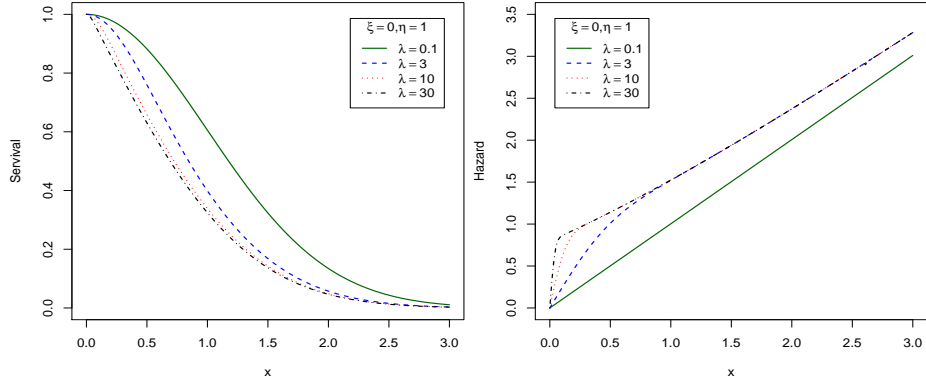 ξ = 0,η = 1
λ = 0.1
λ = 3
λ = 10
λ = 30
Servival
0.0 0.2 0.4 0.6 0.8 1.0
0.0 0.5 1.0 1.5 2.0 2.5 3.0
x
ξ = 0,η = 1
λ = 0.1
λ = 3
λ = 10
λ = 30
Hazard
0.0 0.5 1.0 1.5 2.0 2.5 3.0 3.5
0.0 0.5 1.0 1.5 2.0 2.5 3.0
x